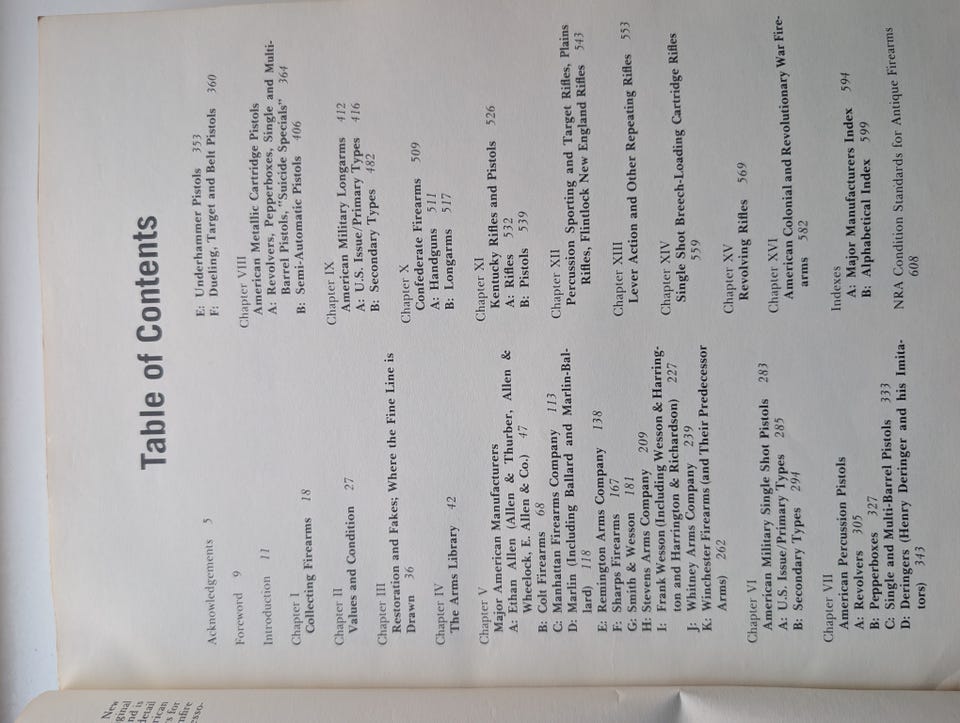 Table of Contents
Acknowledgements 5
Foreword 9
Introduction 11
Chapter I
Collecting Firearms 18
Chapter II
Values and Condition 27
Chapter III
Restoration and Fakes; Where the Fine Line is
Drawn 36
Chapter IV
The Arms Library 42
Chapter V
Major American Manufacturers
A: Ethan Allen (Allen & Thurber, Allen &
Wheelock, E. Allen & Co.) 47
B: Colt Firearms 68
C: Manhattan Firearms Company 113
D: Marlin (Including Ballard and Marlin-Bal-
lard) 118
E: Remington Arms Company 138
F: Sharps Firearms 167
G: Smith & Wesson 181
H: Stevens Arms Company 209
I: Frank Wesson (Including Wesson & Harring-
ton and Harrington & Richardson) 227
J: Whitney Arms Company 239
K: Winchester Firearms (and Their Predecessor
Arms) 262
Chapter VI
American Military Single Shot Pistols 283
A: U.S. Issue/Primary Types 285
B: Secondary Types 294
Chapter VII
American Percussion Pistols
A: Revolvers 305
B: Pepperboxes 327
C: Single and Multi-Barrel Pistols 333
D: Deringers (Henry Deringer and his Imita-
tors) 343
E: Underhammer Pistols 353
F: Dueling, Target and Belt Pistols 360
Chapter VIII
American Metallic Cartridge Pistols
A: Revolvers, Pepperboxes, Single and Multi-
Barrel Pistols, "Suicide Specials" 364
B: Semi-Automatic Pistols 406
Chapter IX
American Military Longarms 412
A: U.S. Issue/Primary Types 416
B: Secondary Types 482
Chapter X
Confederate Firearms 509
A: Handguns 511
B: Longarms 517
Chapter XI
Kentucky Rifles and Pistols 526
A: Rifles 532
B: Pistols 539
Chapter XII
Percussion Sporting and Target Rifles, Plains
Rifles, Flintlock New England Rifles 543
Chapter XIII
Lever Action and Other Repeating Rifles 553
Chapter XIV
Single Shot Breech-Loading Cartridge Rifles
559
Chapter XV
Revolving Rifles 569
Chapter XVI
American Colonial and Revolutionary War Fire-
arms 582
Indexes
A: Major Manufacturers Index 594
B: Alphabetical Index 599
NRA Condition Standards for Antique Firearms
608
New
ginal
nd is
detail
rican
s for
nfire
esso.